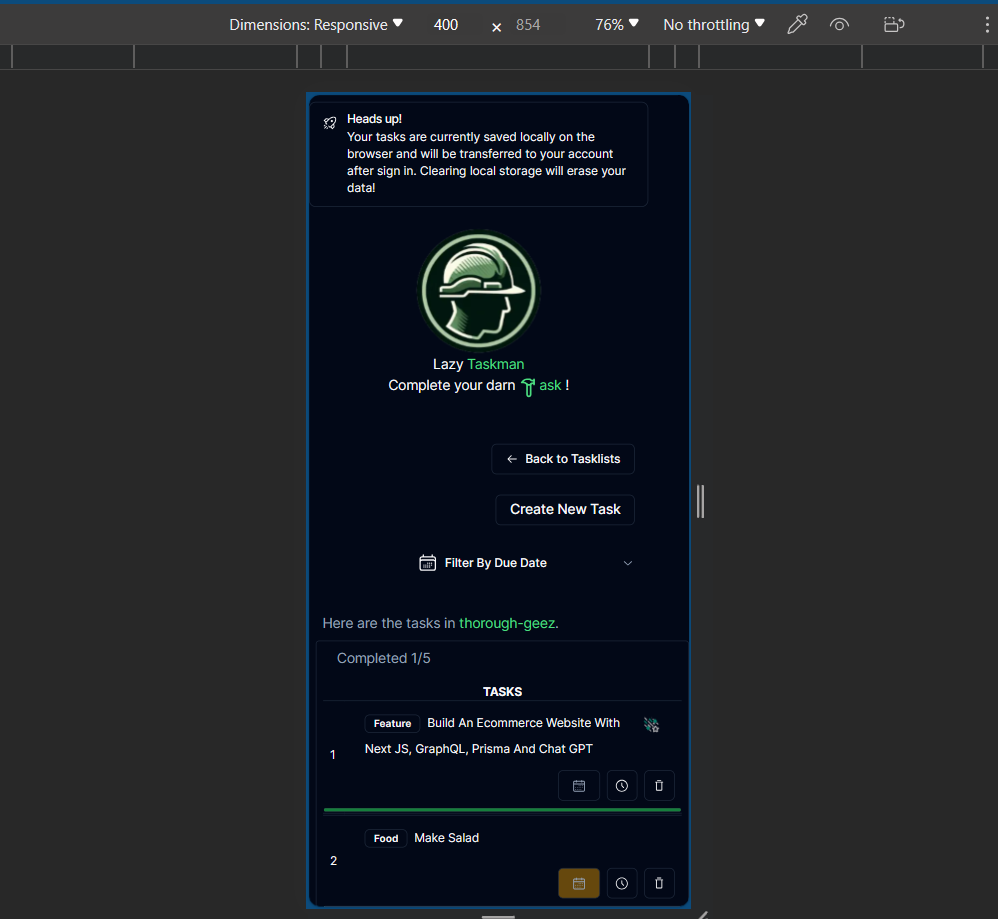 Dimensions: Responsive 400 × 854 76% No throttling
Heads up!
Your tasks are currently saved locally on the
browser and will be transferred to your account
after sign in. Clearing local storage will erase your
data!
Lazy Taskman
Complete your darn ask !
Back to Tasklists
Create New Task
Filter By Due Date
Here are the tasks in thorough-geez.
Completed 1/5
TASKS
Feature Build An Ecommerce Website With
1
Next JS, GraphQL, Prisma And Chat GPT
Food Make Salad
2